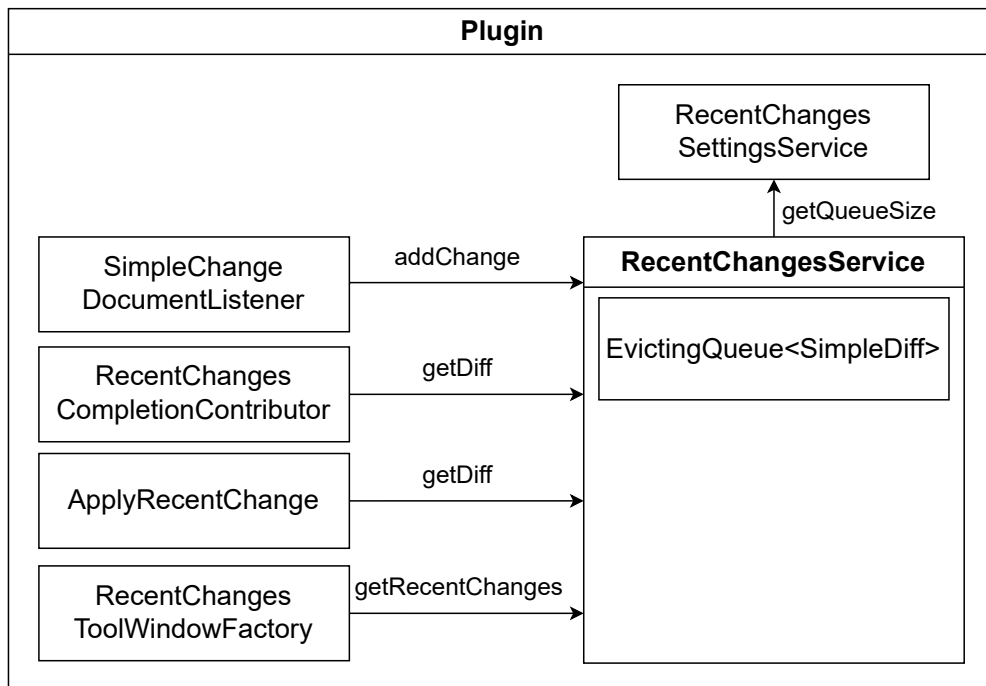 Plugin
RecentChanges
SettingsService
getQueueSize
SimpleChange
DocumentListener
addChange
RecentChangesService
EvictingQueue<SimpleDiff>
RecentChanges
CompletionContributor
getDiff
ApplyRecentChange
getDiff
RecentChanges
ToolWindowFactory
getRecentChanges